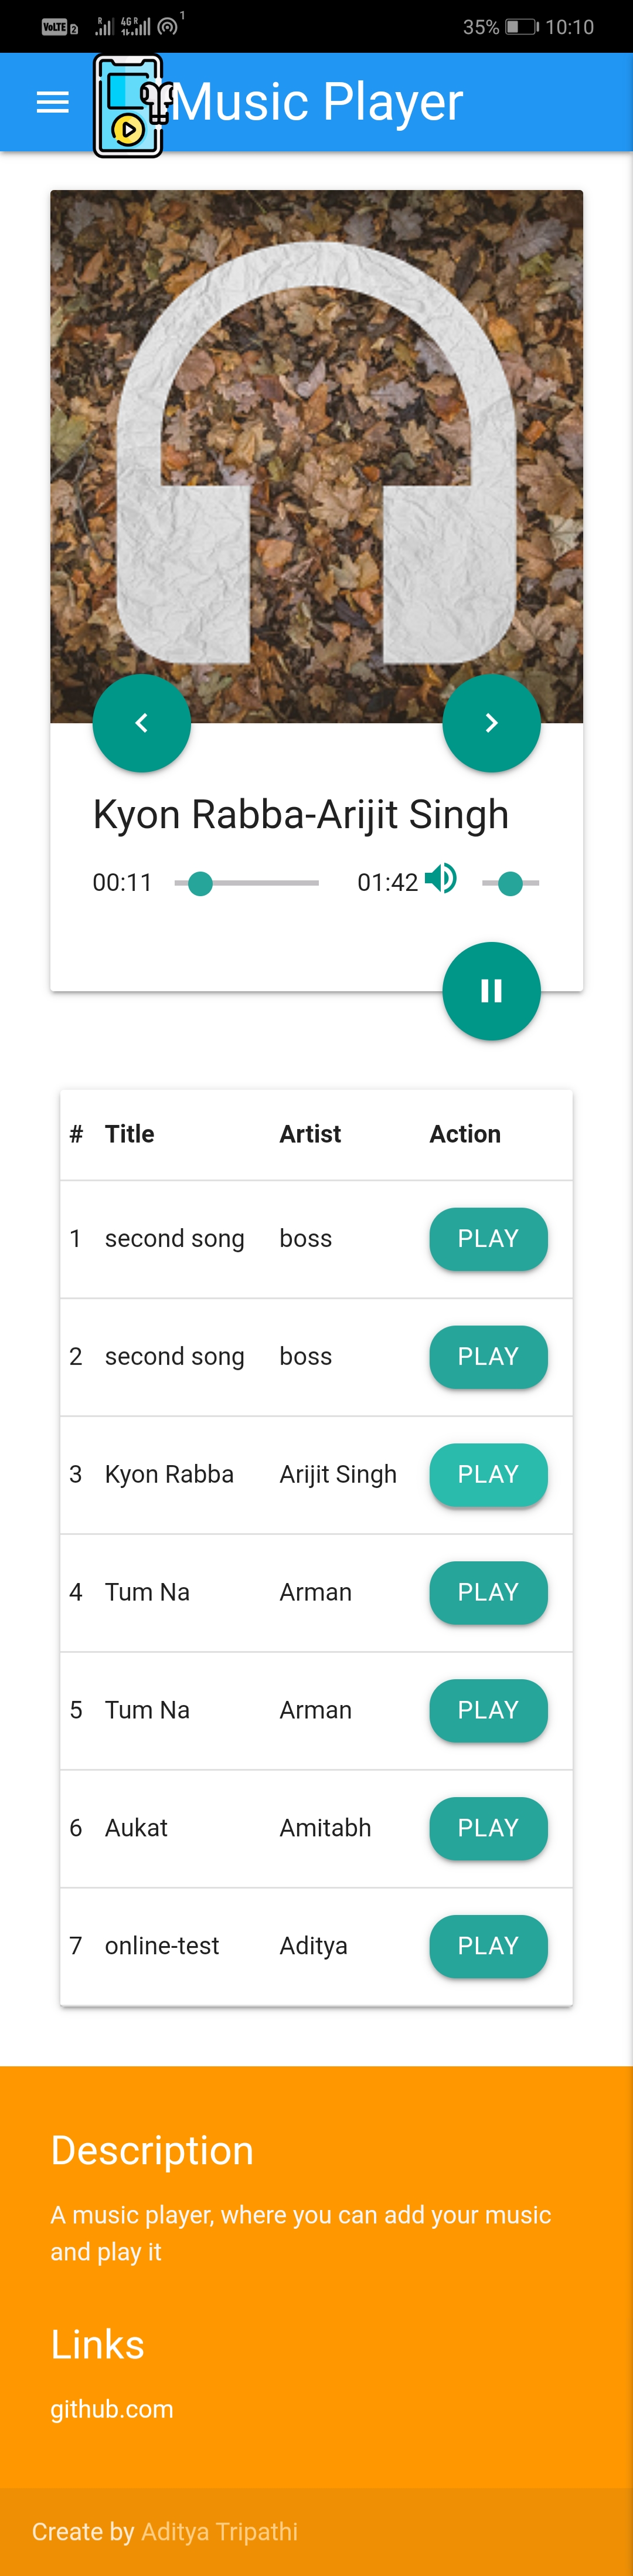 VoLTE 2 R 4G R 1 35% 10:10
Music Player
Kyon Rabba-Arijit Singh
00:11 01:42
# Title Artist Action
1 second song boss PLAY
2 second song boss PLAY
3 Kyon Rabba Arijit Singh PLAY
4 Tum Na Arman PLAY
5 Tum Na Arman PLAY
6 Aukat Amitabh PLAY
7 online-test Aditya PLAY
Description
A music player, where you can add your music
and play it
Links
github.com
Create by Aditya Tripathi